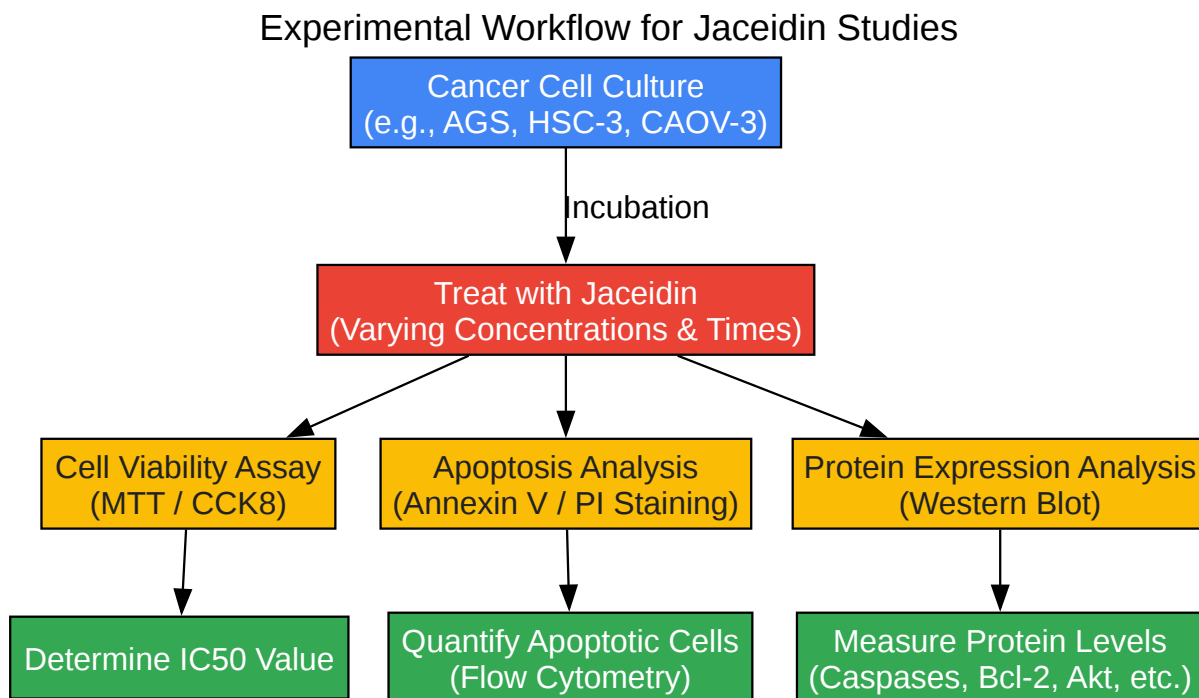 Experimental Workflow for Jaceidin Studies
Cancer Cell Culture
(e.g., AGS, HSC-3, CAOV-3)
Incubation
Treat with Jaceidin
(Varying Concentrations & Times)
Cell Viability Assay
(MTT / CCK8)
Apoptosis Analysis
(Annexin V / PI Staining)
Protein Expression Analysis
(Western Blot)
Determine IC50 Value
Quantify Apoptotic Cells
(Flow Cytometry)
Measure Protein Levels
(Caspases, Bcl-2, Akt, etc.)